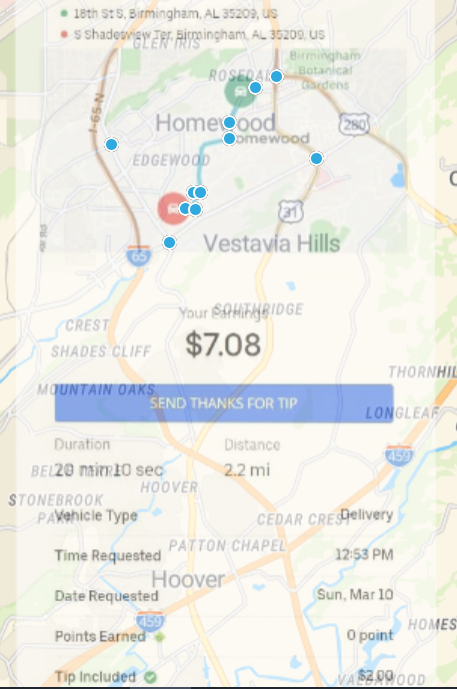 18th St S, Birmingham, AL 35209, US
S Shadesview Ter, Birmingham, AL 35209, US
GLEN IRIS
Birmingham
Botanical
Gardens
ROSEDALE
I-65-N
Homewood
Homewood
280
EDGEWOOD
31
Vestavia Hills
65
SOUTHRIDGE
Your Earnings
CREST
$7.08
SHADES CLIFF
THORNHIL
MOUNTAIN OAKS
SEND THANKS FOR TIP
LONGLEAF
Duration
Distance
459
min 10 sec
2.2 mi
HOOVER
STONEBROOK
PARK
Vehicle Type
CEDAR CREST
Delivery
PATTON CHAPEL
Time Requested
12:53 PM
Hoover
Date Requested
Sun, Mar 10
459
HOMES
Points Earned
0 point
Tip Included
$2.00